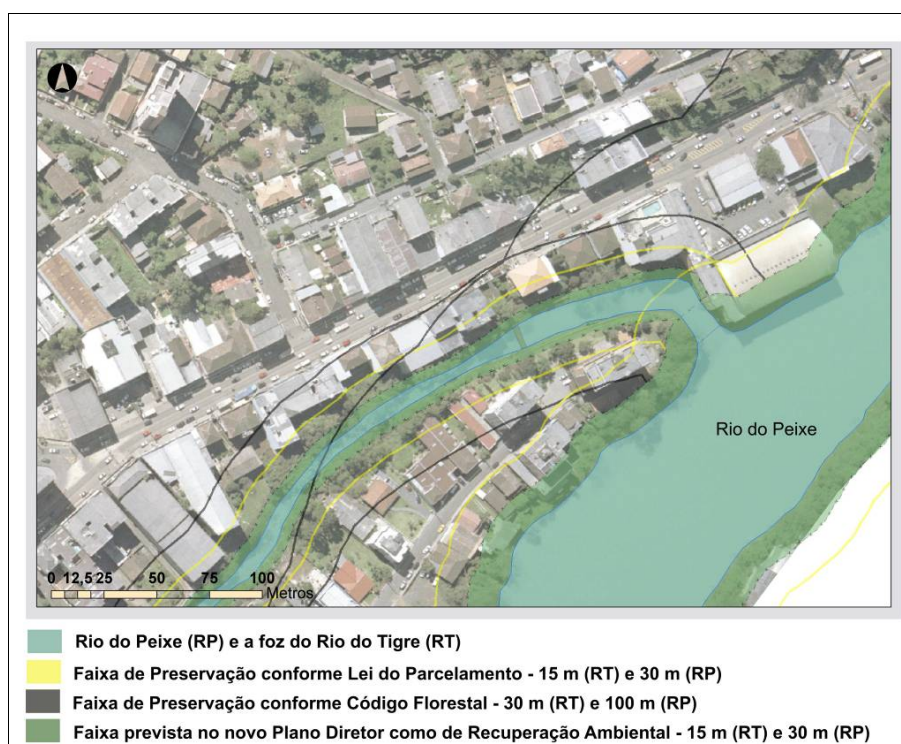 Rio do Peixe
0 12,5 25 50 75 100
Metros
Rio do Peixe (RP) e a foz do Rio do Tigre (RT)
Faixa de Preservação conforme Lei do Parcelamento - 15 m (RT) e 30 m (RP)
Faixa de Preservação conforme Código Florestal - 30 m (RT) e 100 m (RP)
Faixa prevista no novo Plano Diretor como de Recuperação Ambiental - 15 m (RT) e 30 m (RP)